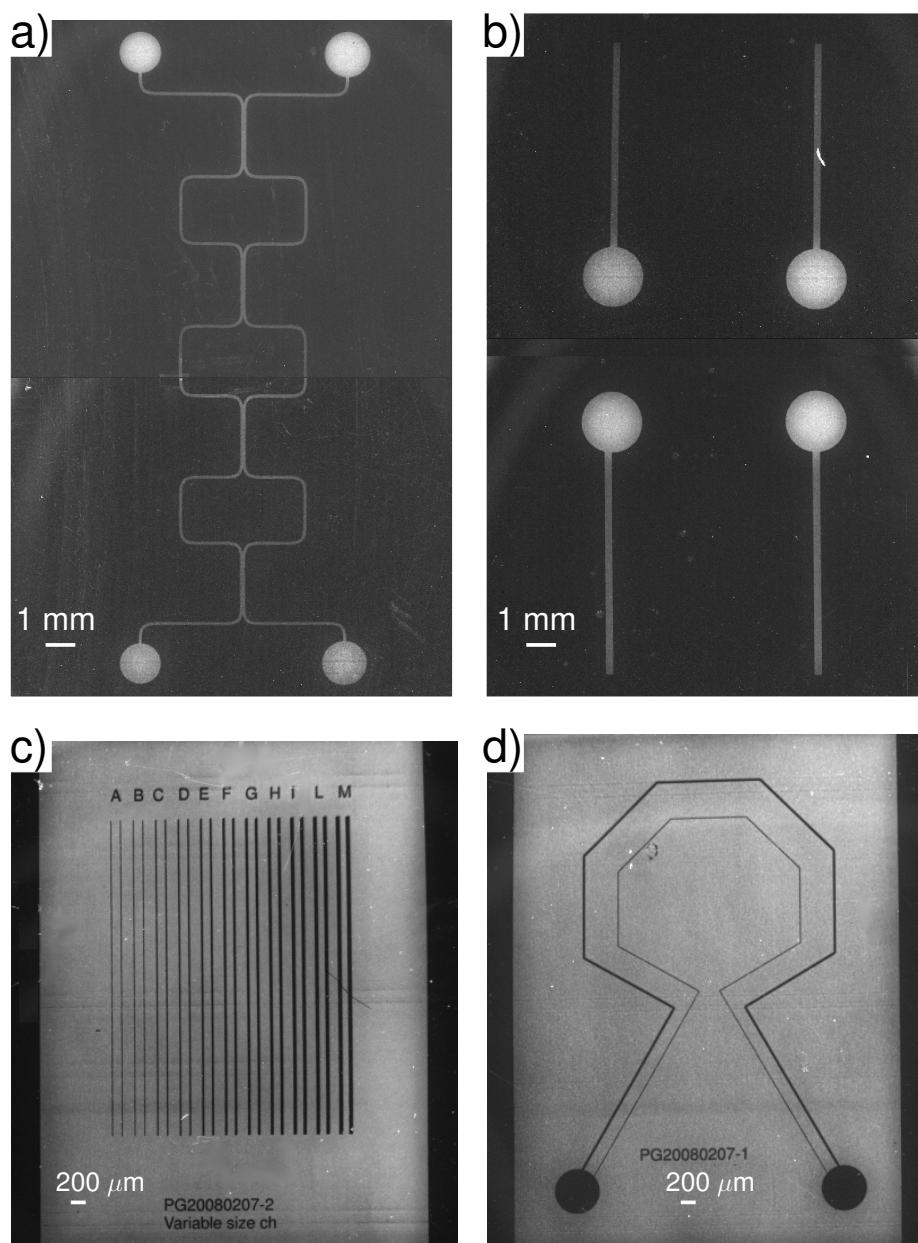 a)
b)
1 mm
1 mm
c)
d)
A B C D E F G H I L M
200 μm
PG20080207-2
Variable size ch
PG20080207-1
200 μm